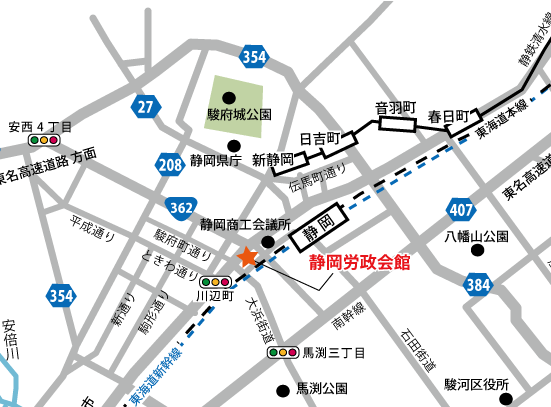 354
27
駿府城公園
音羽町
春日町
静鉄清水線
東海道本線
安西4丁目
日吉町
静岡県庁
新静岡
伝馬町通り
東名高速道路 方面
208
東名高速道
362
静岡商工会議所
静岡
407
平成通り
駿府町通り
八幡山公園
ときわ通り
静岡労政会館
川辺町
384
354
新通り
駒形通り
大浜街道
南幹線
石田街道
安倍川
東海道新幹線
馬渕三丁目
馬渕公園
駿河区役所
市